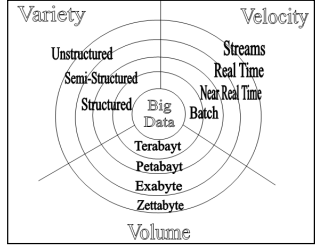 Variety
Velocity
Unstructured
Semi-Structured
Structured
Streams
Real Time
Near Real Time
Batch
Big
Data
Terabayt
Petabayt
Exabyte
Zettabyte
Volume